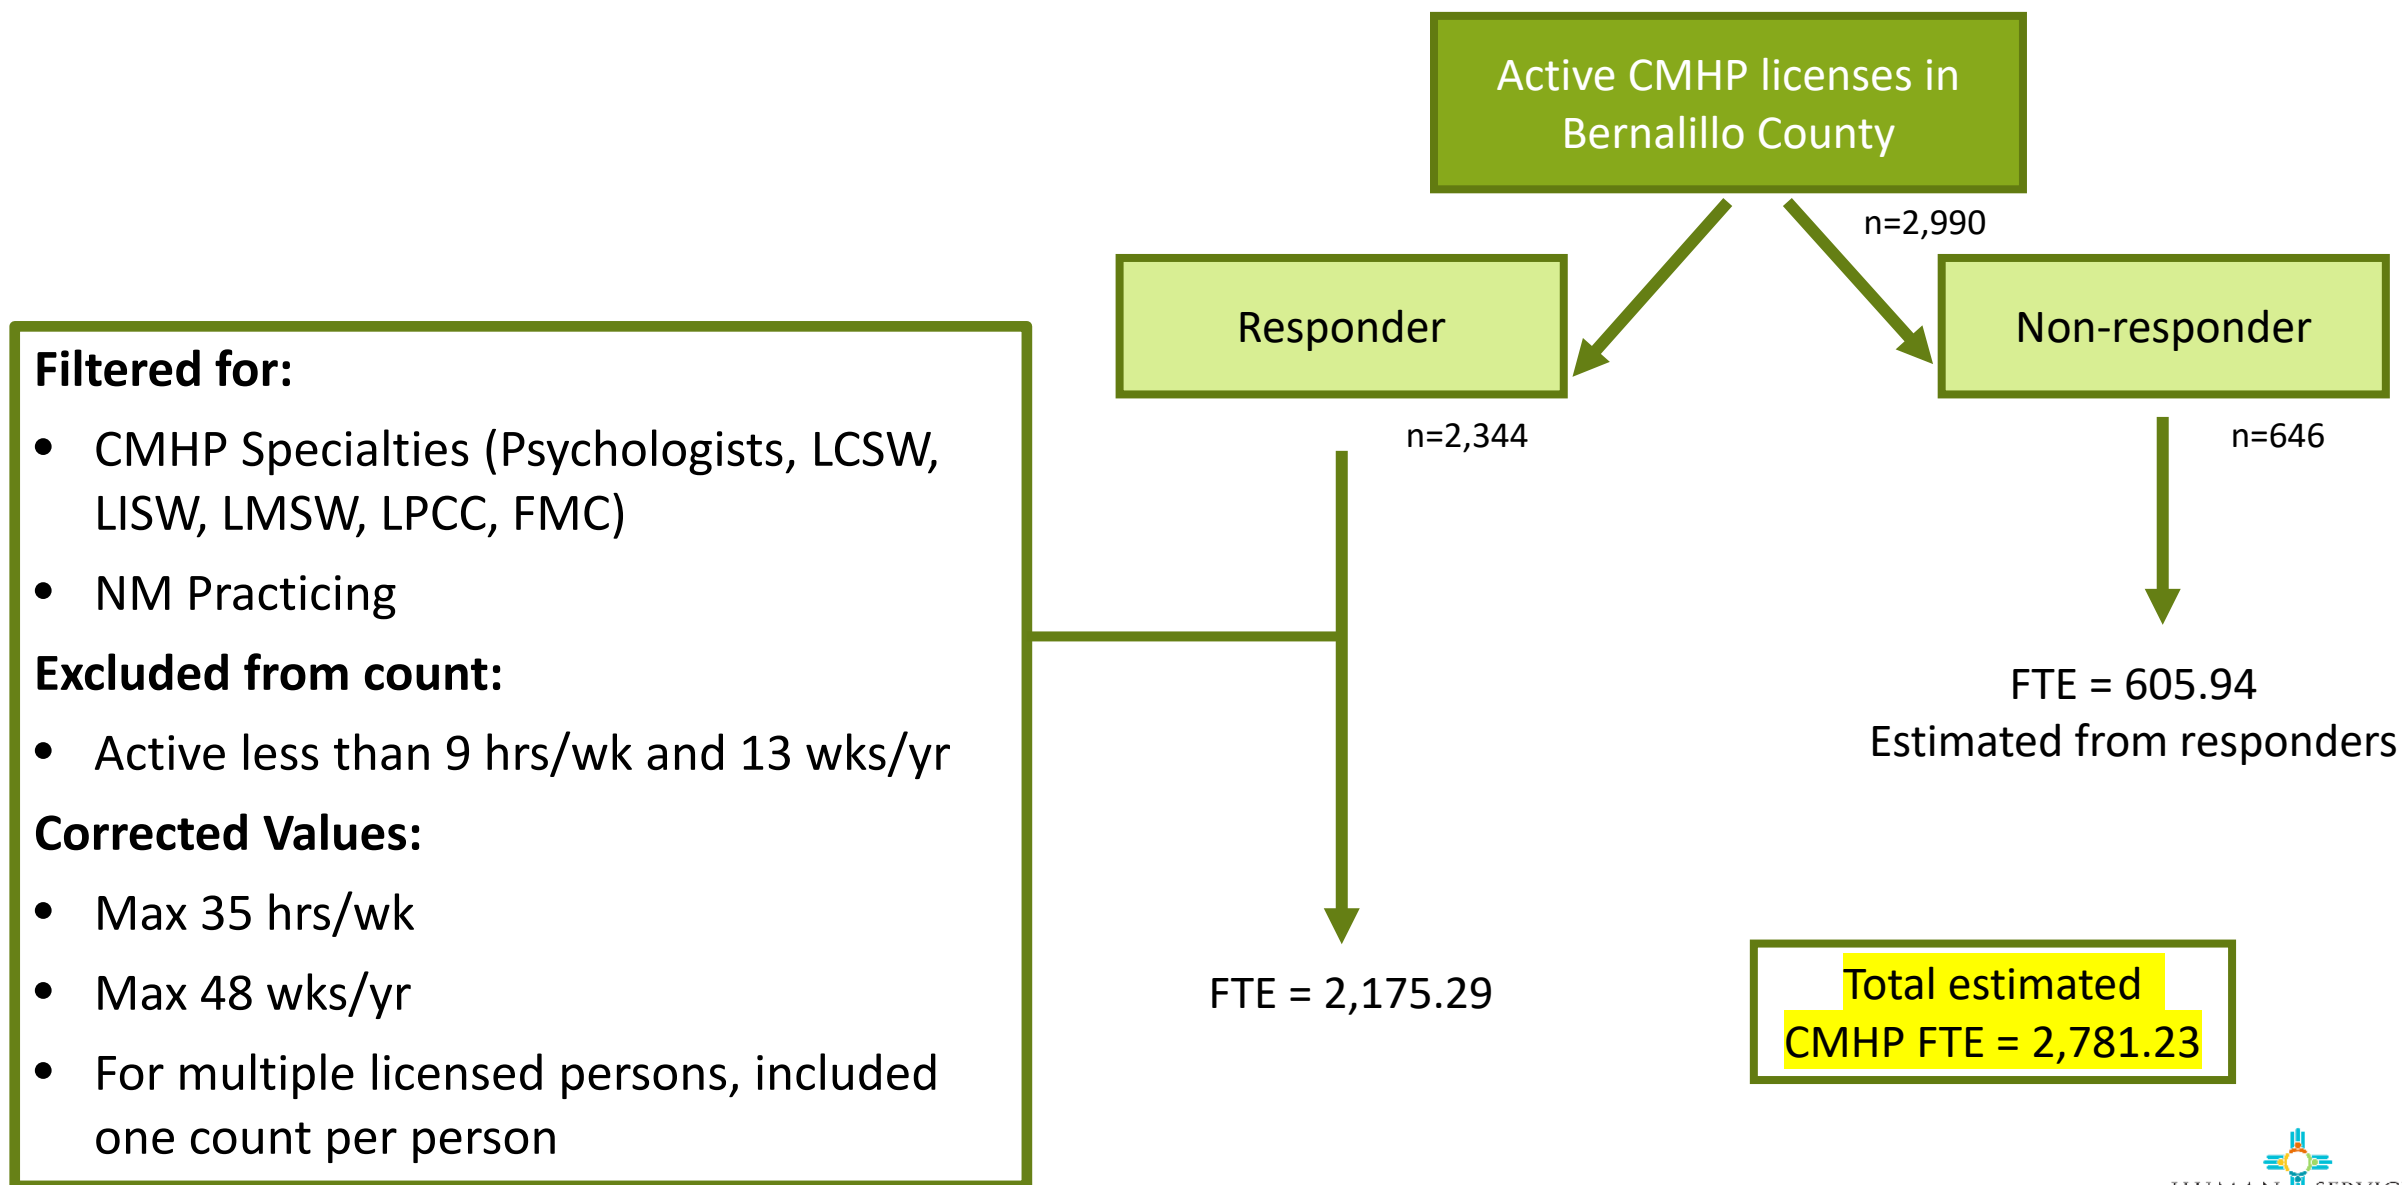 Active CMHP licenses in
Bernalillo County
n=2,990
Responder
Non-responder
n=2,344
n=646
Filtered for:
• CMHP Specialties (Psychologists, LCSW,
LISW, LMSW, LPCC, FMC)
• NM Practicing
Excluded from count:
• Active less than 9 hrs/wk and 13 wks/yr
Corrected Values:
• Max 35 hrs/wk
• Max 48 wks/yr
• For multiple licensed persons, included
one count per person
FTE = 605.94
Estimated from responders
FTE = 2,175.29
Total estimated
CMHP FTE = 2,781.23